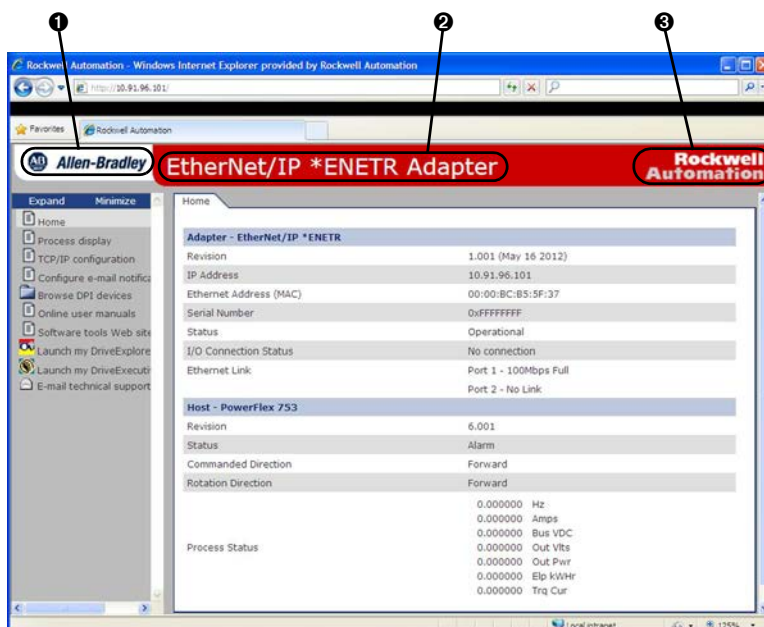 ❶ ❷ ❸
Rockwell Automation - Windows Internet Explorer provided by Rockwell Automation
http://10.91.96.101/
Favorites Rockwell Automation
AB Allen-Bradley EtherNet/IP *ENETR Adapter Rockwell Automation
Expand Minimize
Home
Process display
TCP/IP configuration
Configure e-mail notifica
Browse DPI devices
Online user manuals
Software tools Web site
Launch my DriveExplore
Launch my DriveExecuti
E-mail technical support
Home
Adapter - EtherNet/IP *ENETR
Revision 1.001 (May 16 2012)
IP Address 10.91.96.101
Ethernet Address (MAC) 00:00:BC:B5:5F:37
Serial Number 0xFFFFFFFF
Status Operational
I/O Connection Status No connection
Ethernet Link Port 1 - 100Mbps Full
Port 2 - No Link
Host - PowerFlex 753
Revision 6.001
Status Alarm
Commanded Direction Forward
Rotation Direction Forward
Process Status
0.000000 Hz
0.000000 Amps
0.000000 Bus VDC
0.000000 Out Vlts
0.000000 Out Pwr
0.000000 Elp kWHr
0.000000 Trq Cur
Local intranet 125%